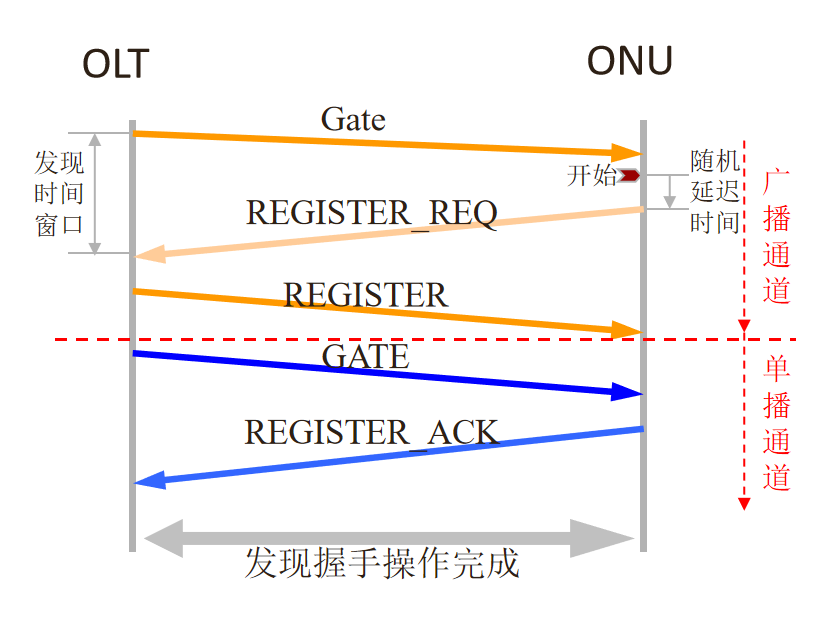 OLT
ONU
Gate
发现
时间
窗口
开始
随机
延迟
时间
REGISTER_REQ
REGISTER
广
播
通
道
GATE
REGISTER_ACK
单
播
通
道
发现握手操作完成